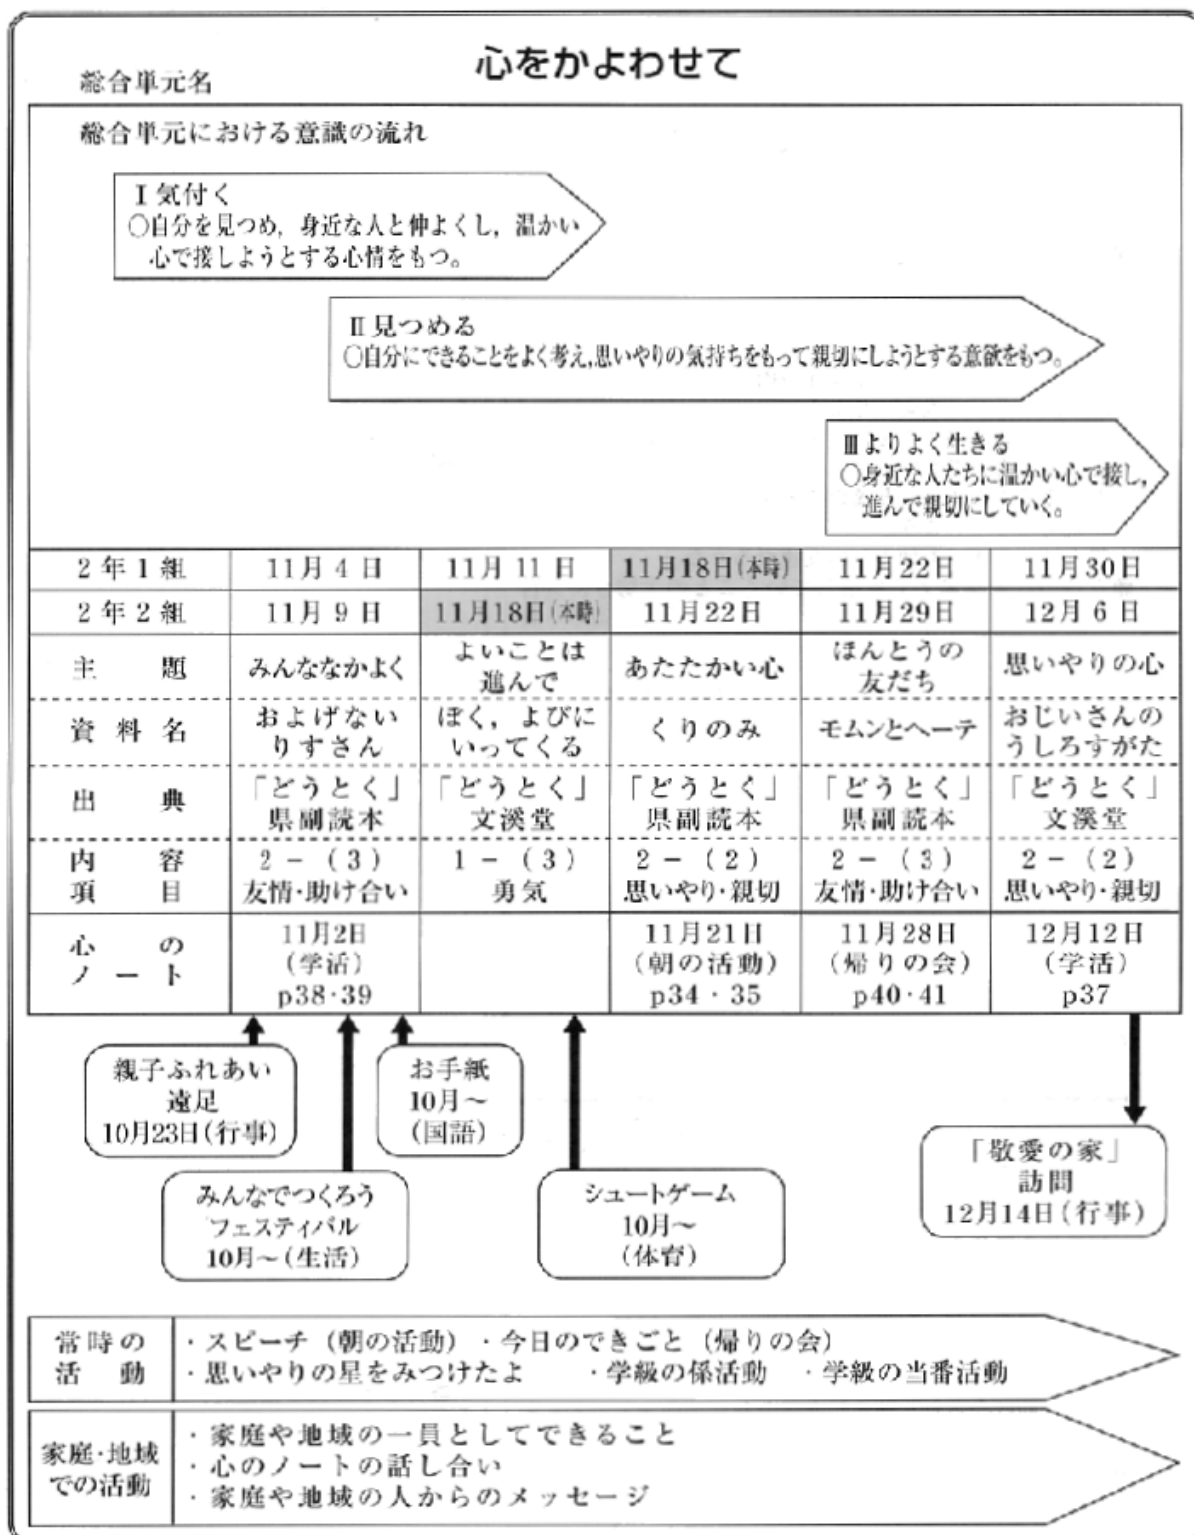 心をかよわせて
総合単元名
総合単元における意識の流れ
Ⅰ気付く
○自分を見つめ，身近な人と仲よくし，温かい
心で接しようとする心情をもつ。
Ⅱ見つめる
○自分にできることをよく考え,思いやりの気持ちをもって親切にしようとする意欲をもつ。
Ⅲよりよく生きる
○身近な人たちに温かい心で接し，
進んで親切にしていく。
2年1組 11月4日 11月11日 11月18日(本時) 11月22日 11月30日
2年2組 11月9日 11月18日(本時) 11月22日 11月29日 12月6日
主題 みんななかよく よいことは 進んで あたたかい心 ほんとうの 友だち 思いやりの心
資料名 およげない りすさん ぼく，よびに いってくる くりのみ モムンとヘーテ おじいさんの うしろすがた
出典 「どうとく」 県副読本 「どうとく」 文溪堂 「どうとく」 県副読本 「どうとく」 県副読本 「どうとく」 文溪堂
内容項目 2－(3) 友情・助け合い 1－(3) 勇気 2－(2) 思いやり・親切 2－(3) 友情・助け合い 2－(2) 思いやり・親切
心のノート 11月2日 (学活) p38・39 11月21日 (朝の活動) p34・35 11月28日 (帰りの会) p40・41 12月12日 (学活) p37
親子ふれあい
遠足
10月23日(行事)
お手紙
10月～
(国語)
みんなでつくろう
フェスティバル
10月～(生活)
シュートゲーム
10月～
(体育)
「敬愛の家」
訪問
12月14日(行事)
常時の
活動
・スピーチ（朝の活動）・今日のできごと（帰りの会）
・思いやりの星をみつけたよ ・学級の係活動 ・学級の当番活動
家庭・地域
での活動
・家庭や地域の一員としてできること
・心のノートの話し合い
・家庭や地域の人からのメッセージ